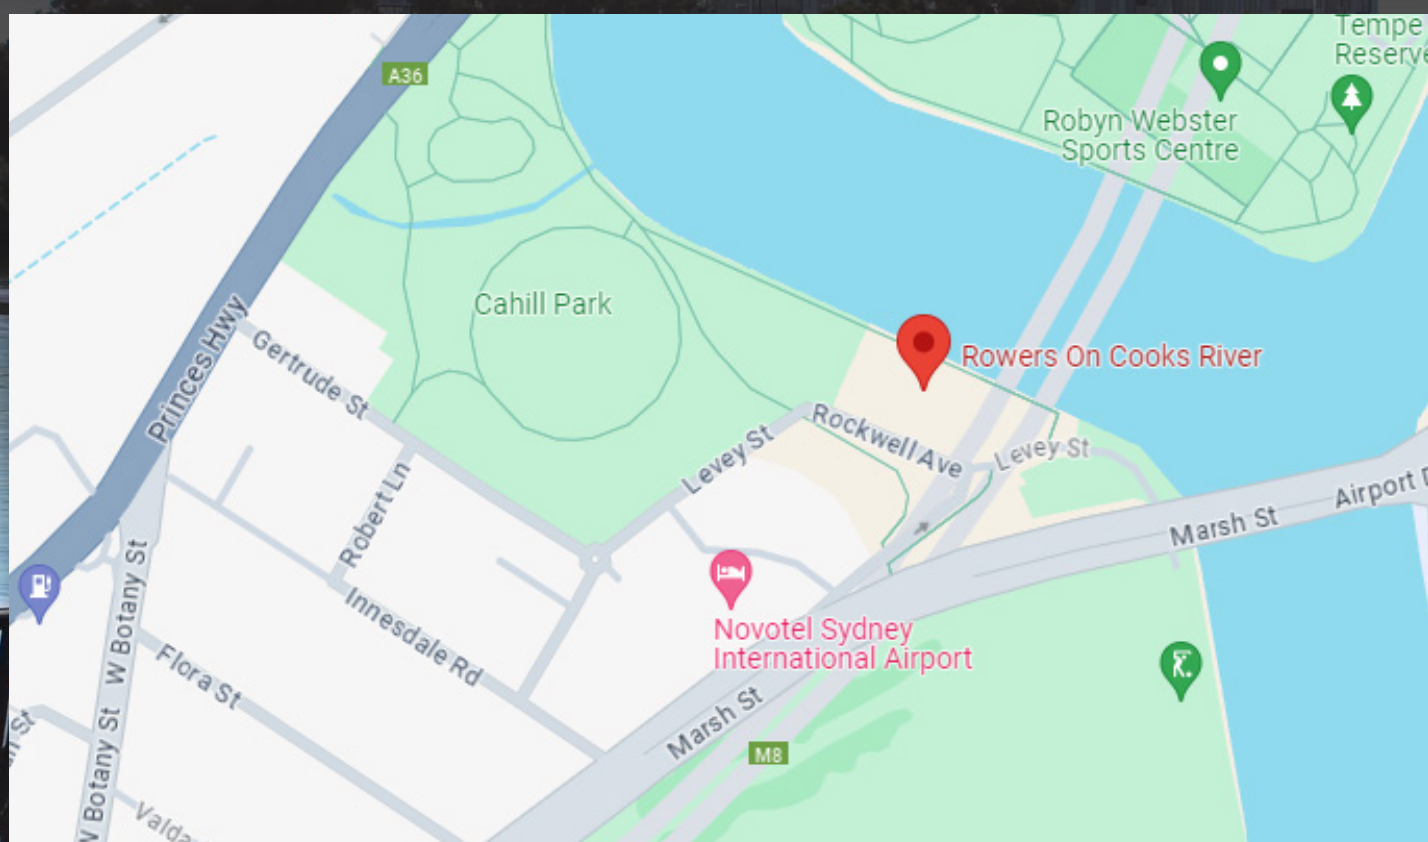 Tempe
Reserve
A36
Robyn Webster
Sports Centre
Cahill Park
Princes Hwy
Gertrude St
Rowers On Cooks River
Rockwell Ave
Levey St
Levey St
Robert Ln
Marsh St
Airport D
W Botany St
Innesdale Rd
Novotel Sydney
International Airport
Flora St
Marsh St
M8
W Botany St
Valda